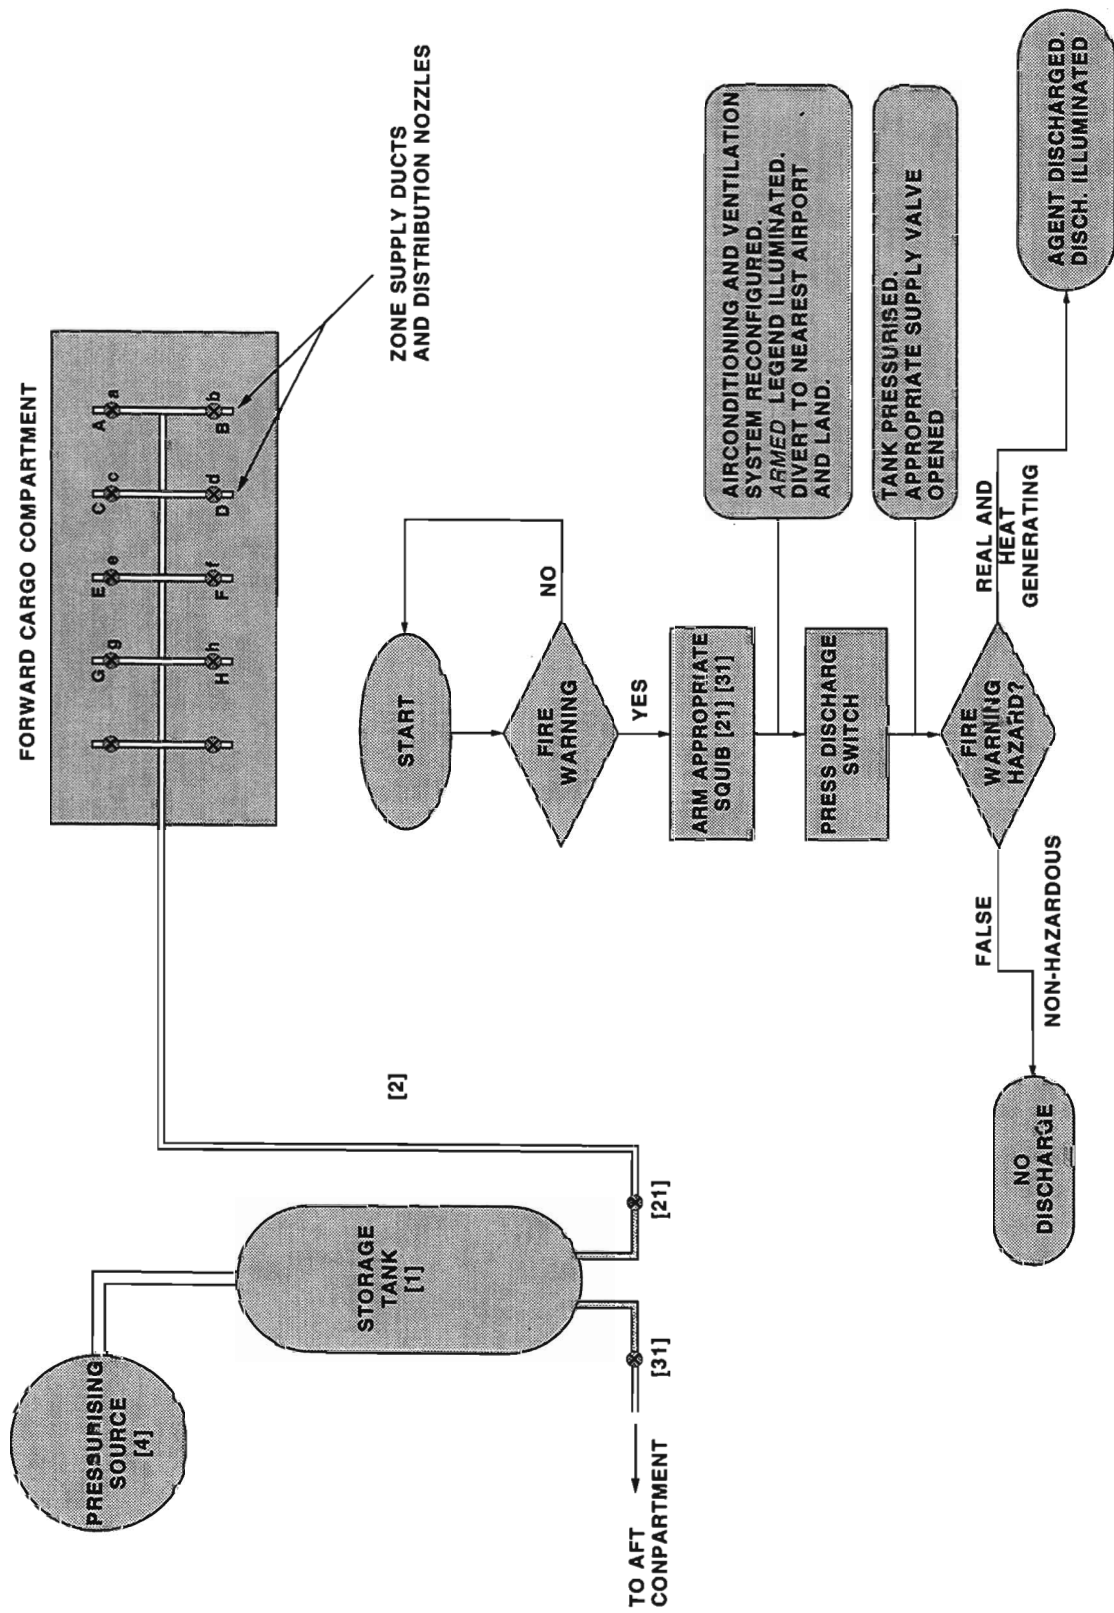 FORWARD CARGO COMPARTMENT
G
E
C
A
g
e
c
a
h
f
d
b
H
F
D
B
ZONE SUPPLY DUCTS
AND DISTRIBUTION NOZZLES
PRESSURISING
SOURCE
[4]
STORAGE
TANK
[1]
[2]
[31]
[21]
TO AFT
CONPARTMENT
START
FIRE
WARNING
NO
YES
ARM APPROPRIATE
SQUIB [21] [31]
AIRCONDITIONING AND VENTILATION
SYSTEM RECONFIGURED.
ARMED LEGEND ILLUMINATED.
DIVERT TO NEAREST AIRPORT
AND LAND.
PRESS DISCHARGE
SWITCH
TANK PRESSURISED.
APPROPRIATE SUPPLY VALVE
OPENED
FIRE
WARNING
HAZARD?
FALSE
NON-HAZARDOUS
REAL AND
HEAT
GENERATING
NO
DISCHARGE
AGENT DISCHARGED.
DISCH. ILLUMINATED